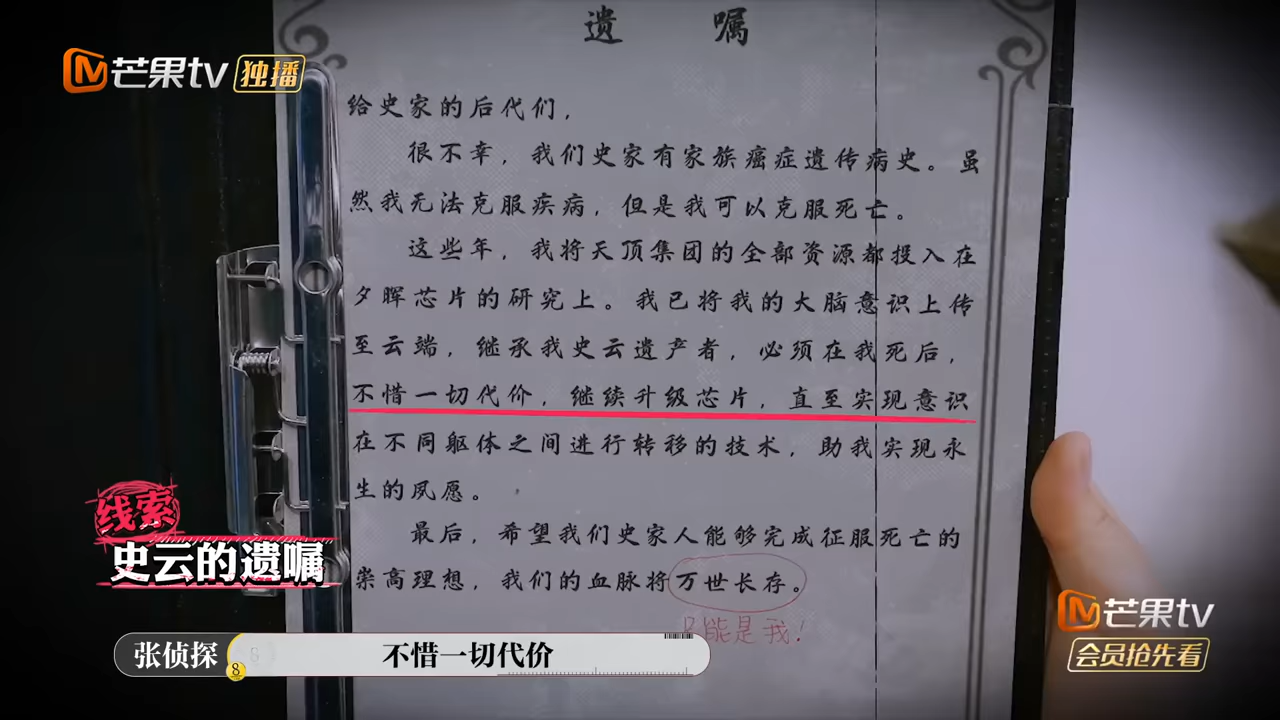 遗嘱
芒果tv 独播
给史家的后代们，
很不幸，我们史家有家族癌症遗传病史。虽
然我无法克服疾病，但是我可以克服死亡。
这些年，我将天顶集团的全部资源都投入在
夕晖芯片的研究上。我已将我的大脑意识上传
至云端，继承我史云遗产者，必须在我死后，
不惜一切代价，继续升级芯片，直至实现意识
在不同躯体之间进行转移的技术，助我实现永
生的夙愿。
最后，希望我们史家人能够完成征服死亡的
崇高理想，我们的血脉将万世长存。
只能是我！
线索
史云的遗嘱
张侦探
8
不惜一切代价
芒果tv
会员抢先看